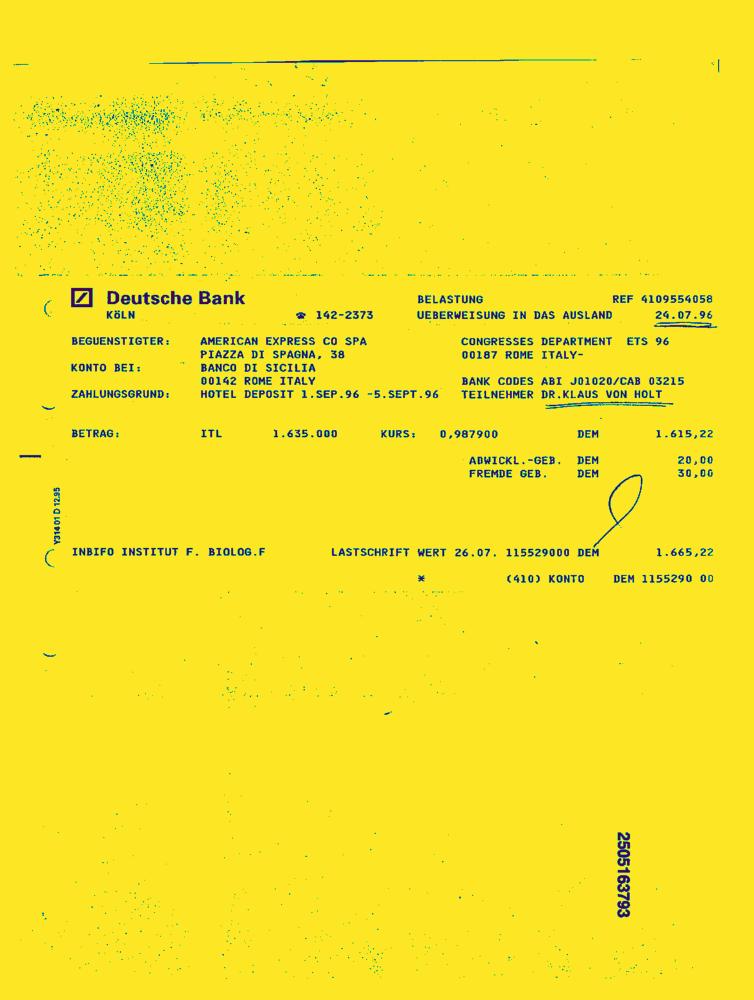 Deutsche Bank
BELASTUNG REF 4109554058
KöLN ☎ 142-2373 UEBERWEISUNG IN DAS AUSLAND 24.07.96
BEGUENSTIGTER: AMERICAN EXPRESS CO SPA CONGRESSES DEPARTMENT ETS 96
PIAZZA DI SPAGNA, 38 00187 ROME ITALY-
KONTO BEI: BANCO DI SICILIA
00142 ROME ITALY BANK CODES ABI J01020/CAB 03215
ZAHLUNGSGRUND: HOTEL DEPOSIT 1.SEP.96 -5.SEPT.96 TEILNEHMER DR.KLAUS VON HOLT
BETRAG: ITL 1.635.000 KURS: 0,987900 DEM 1.615,22
ABWICKL.-GEB. DEM 20,00
FREMDE GEB. DEM 30,00
Y314 01 D 12.95
INBIFO INSTITUT F. BIOLOG.F LASTSCHRIFT WERT 26.07. 115529000 DEM 1.665,22
* (410) KONTO DEM 1155290 00
2505163793